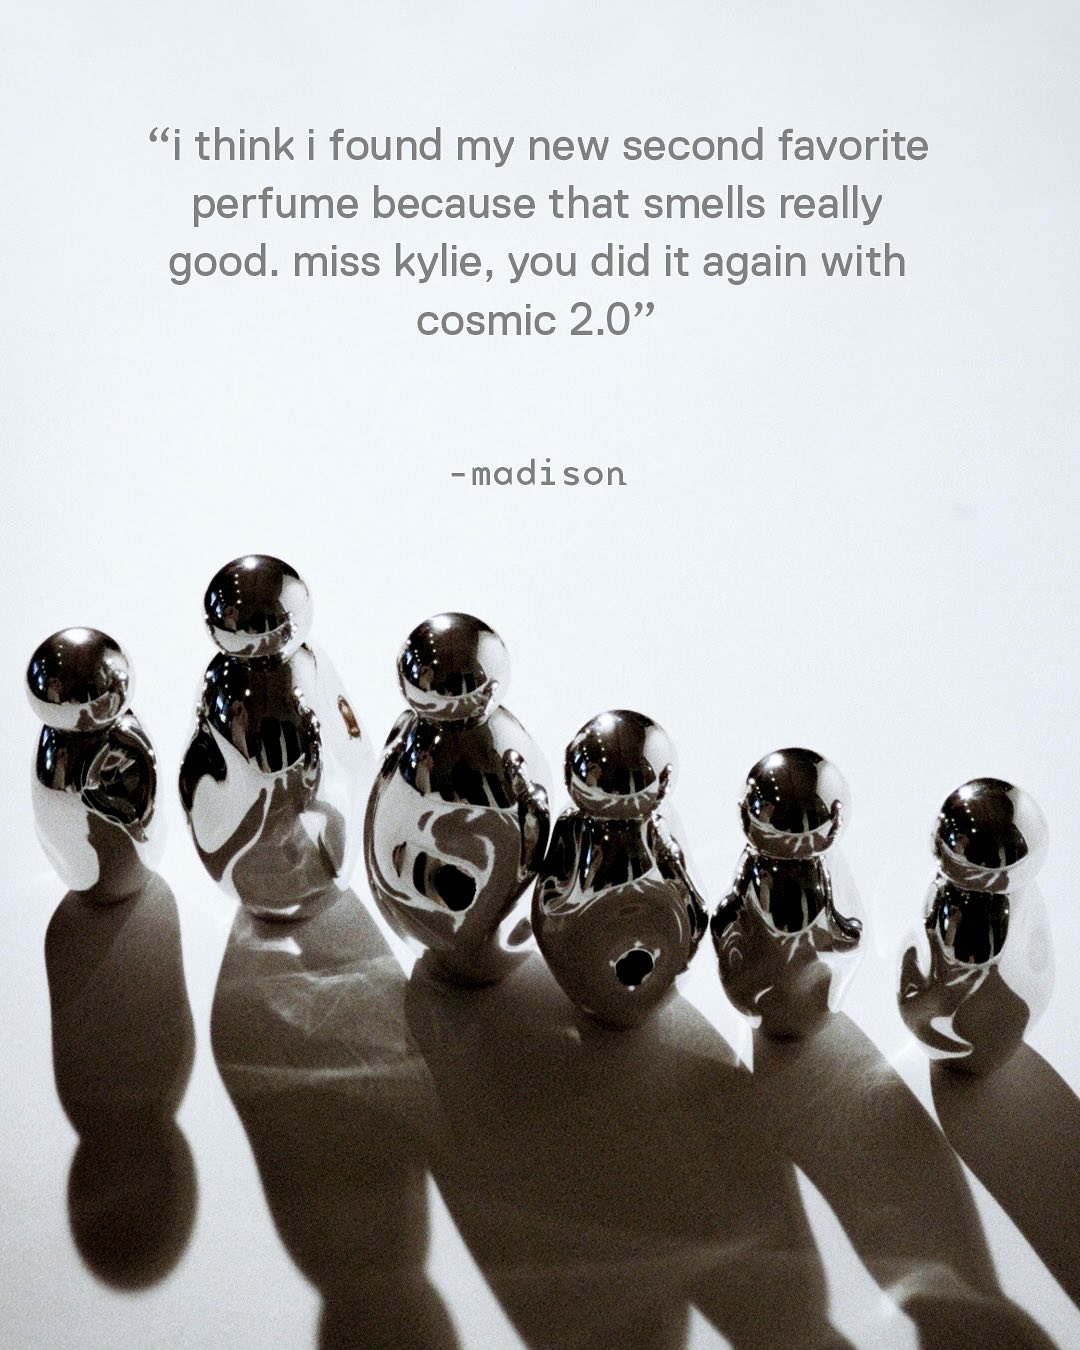 “i think i found my new second favorite
perfume because that smells really
good. miss kylie, you did it again with
cosmic 2.0”
-madison